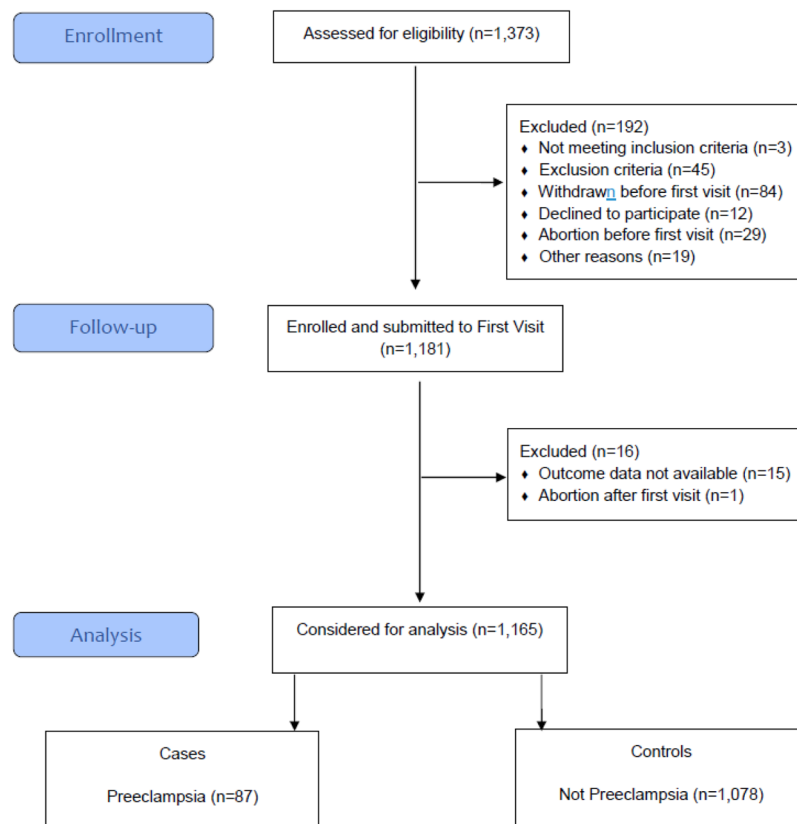 Enrollment
Assessed for eligibility (n=1,373)
Excluded (n=192)
♦ Not meeting inclusion criteria (n=3)
♦ Exclusion criteria (n=45)
♦ Withdrawn before first visit (n=84)
♦ Declined to participate (n=12)
♦ Abortion before first visit (n=29)
♦ Other reasons (n=19)
Follow-up
Enrolled and submitted to First Visit
(n=1,181)
Excluded (n=16)
♦ Outcome data not available (n=15)
♦ Abortion after first visit (n=1)
Analysis
Considered for analysis (n=1,165)
Cases
Preeclampsia (n=87)
Controls
Not Preeclampsia (n=1,078)